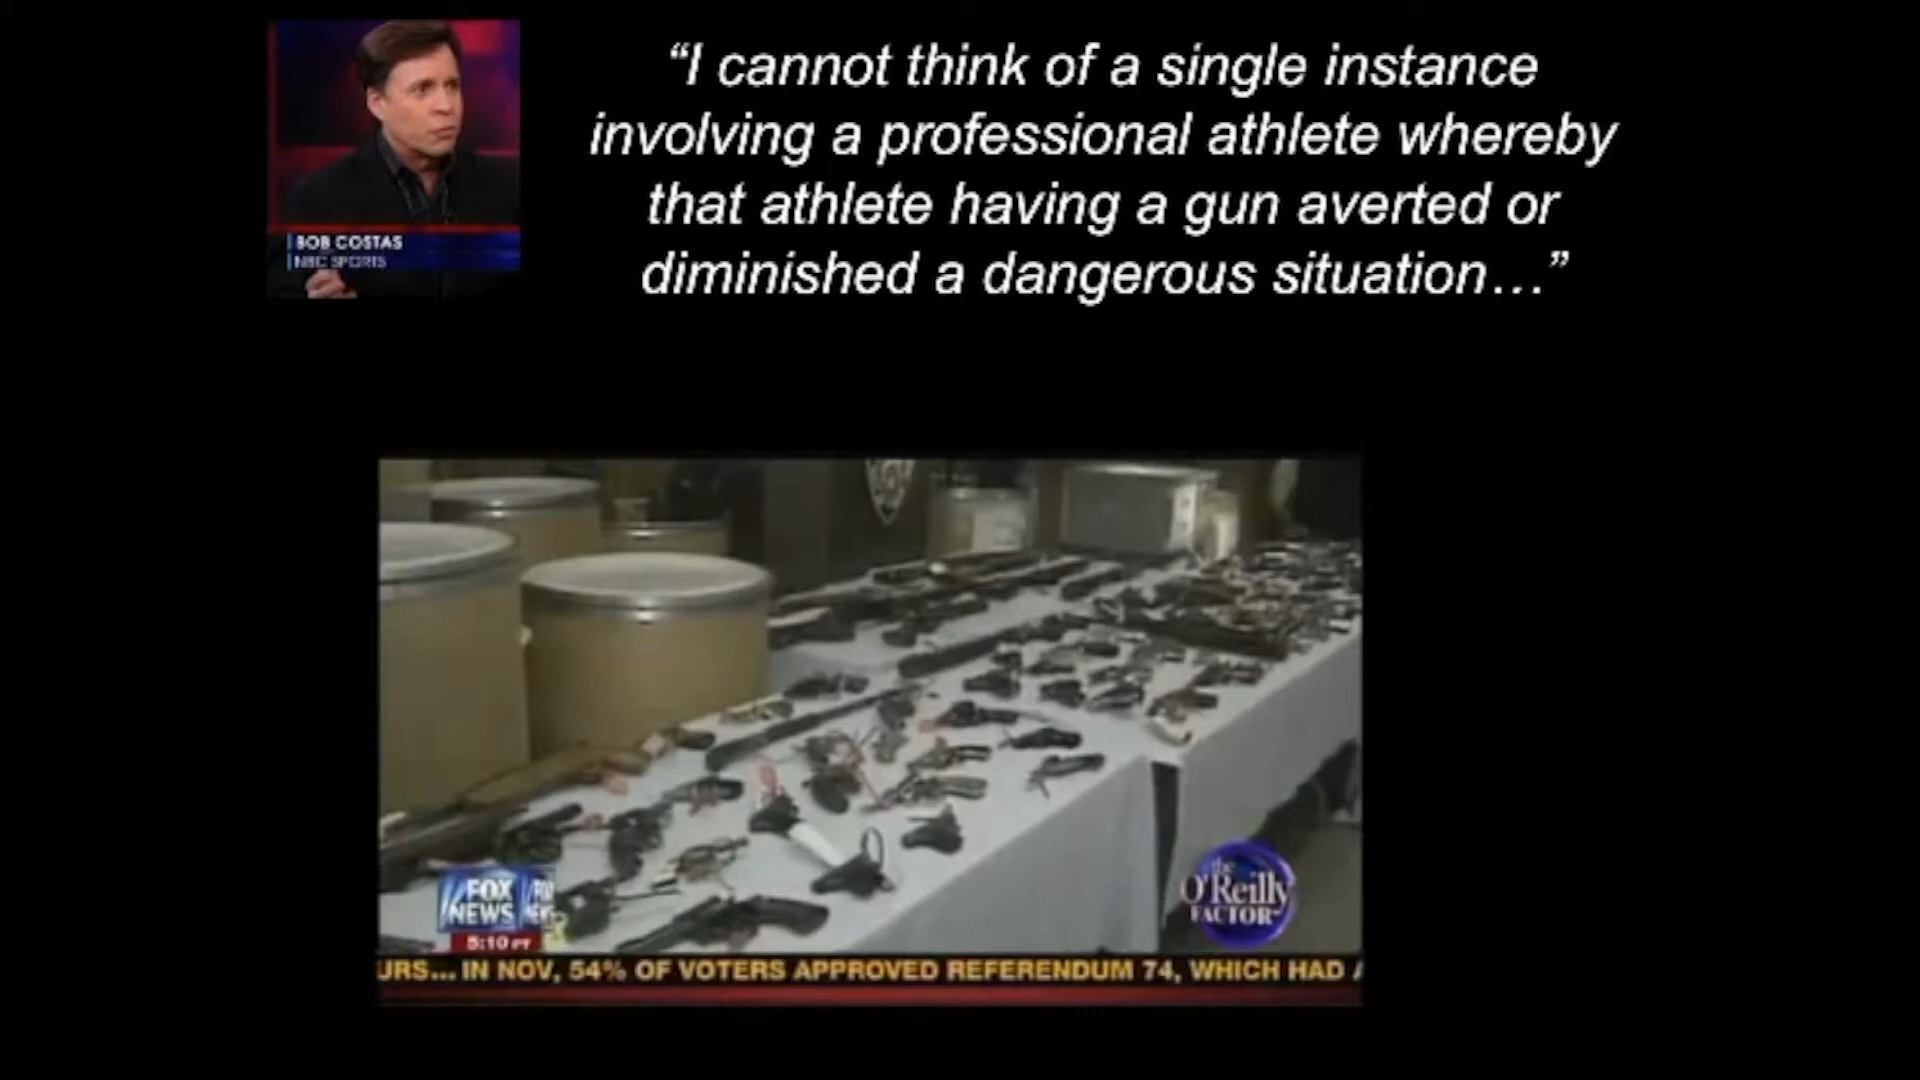 “I cannot think of a single instance
involving a professional athlete whereby
that athlete having a gun averted or
diminished a dangerous situation…”
BOB COSTAS
NBC SPORTS
FOX
NEWS
5:10 PT
the
O'Reilly
FACTOR
URS... IN NOV, 54% OF VOTERS APPROVED REFERENDUM 74, WHICH HAD